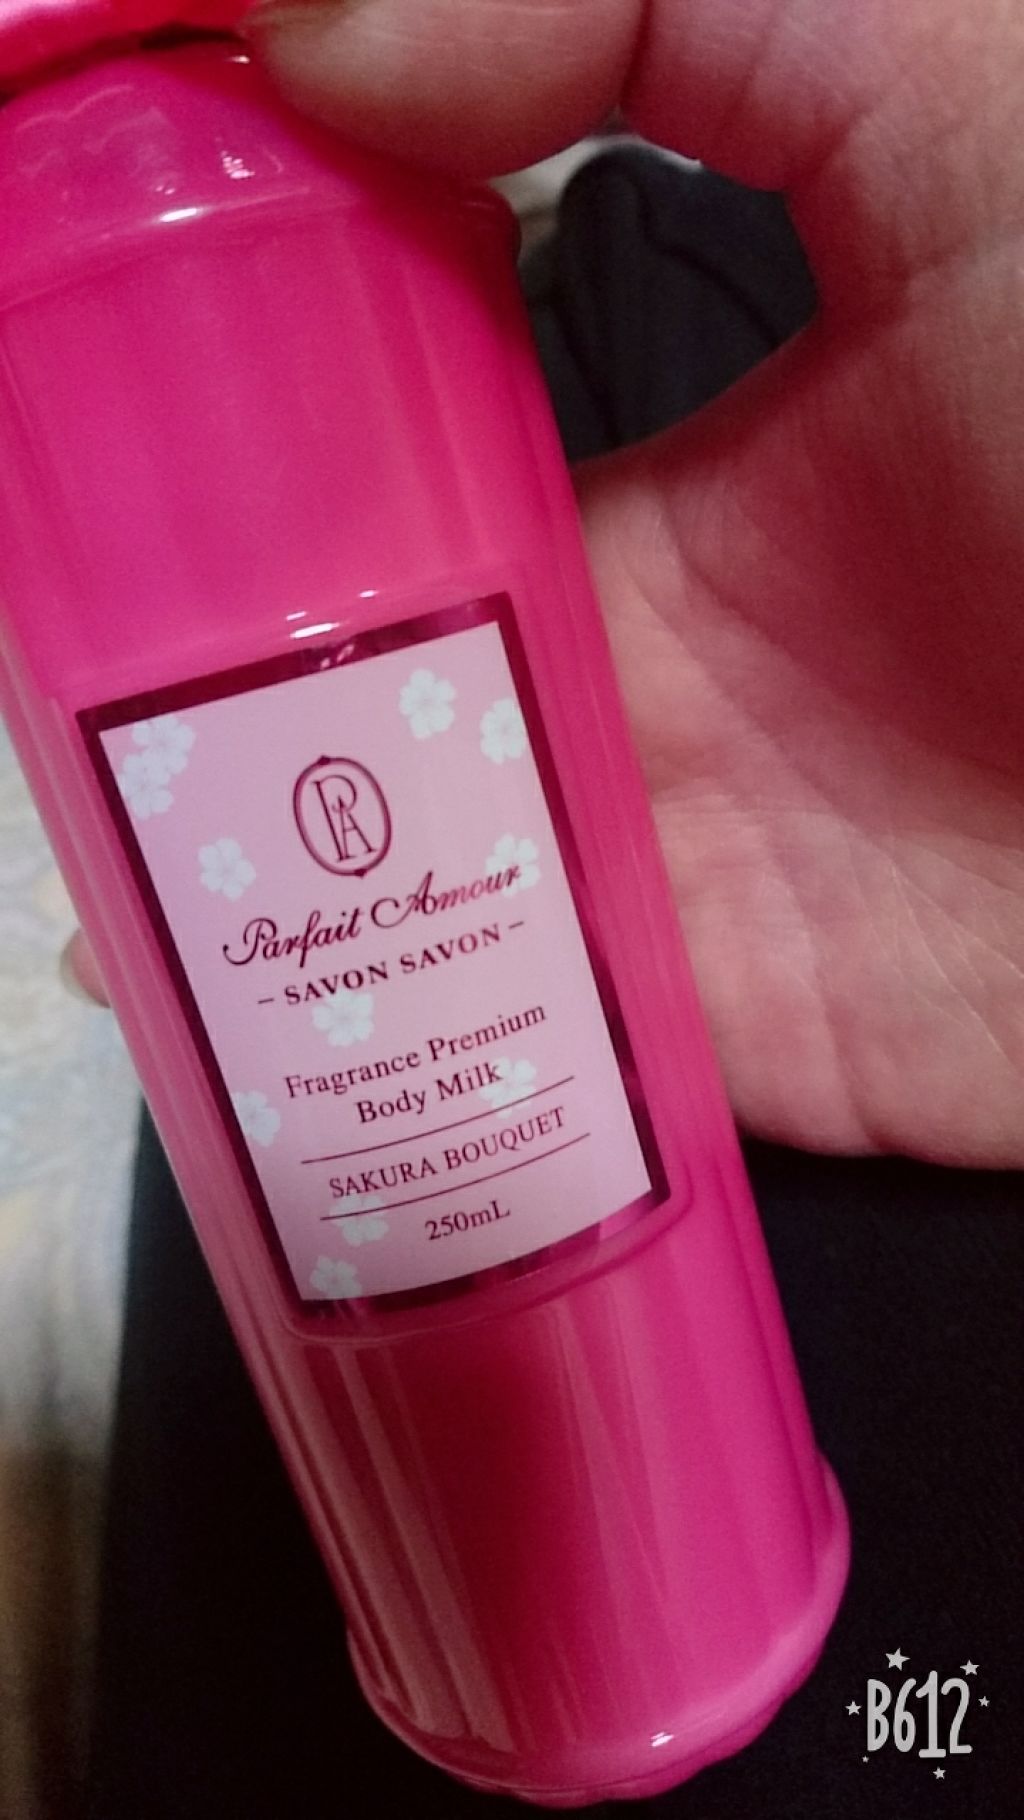 PA
Parfait Amour
– SAVON SAVON –
Fragrance Premium
Body Milk
SAKURA BOUQUET
250mL
B612